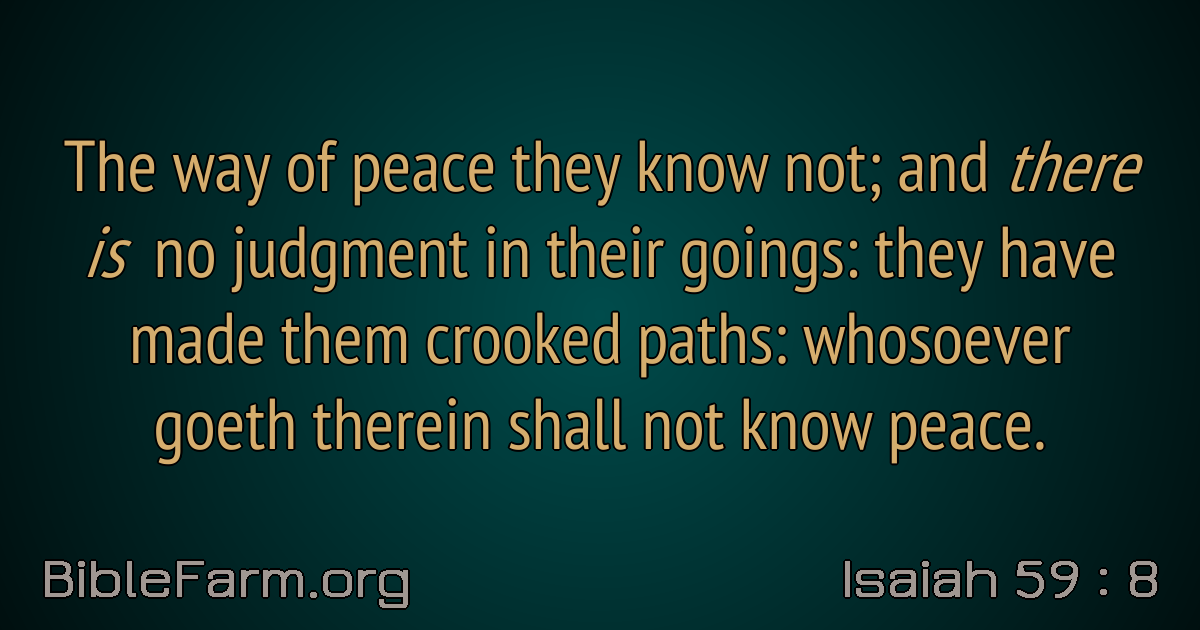 The way of peace they know not; and there
is no judgment in their goings: they have
made them crooked paths: whosoever
goeth therein shall not know peace.
BibleFarm.org
Isaiah 59 : 8